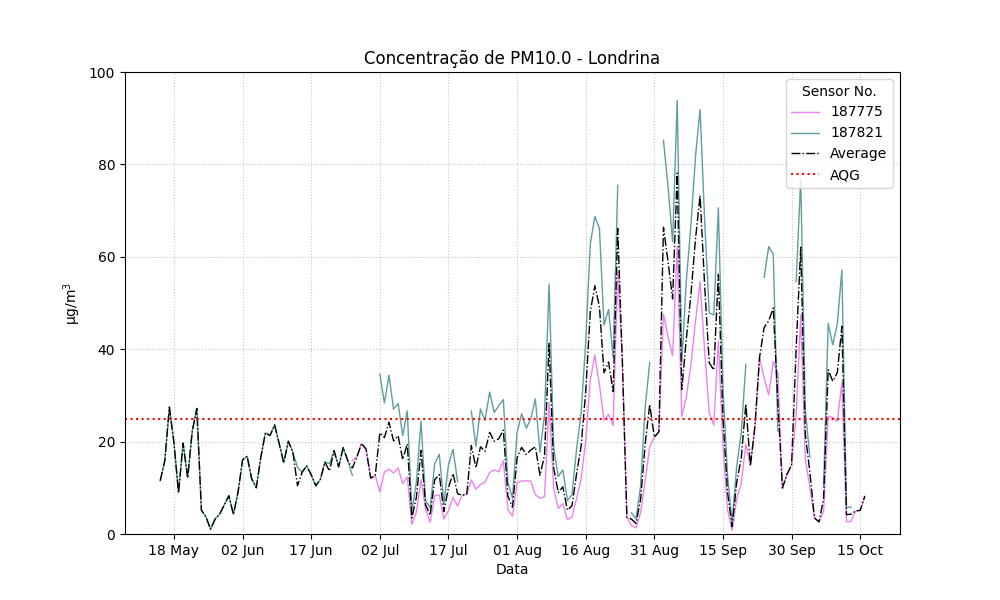 Concentração de PM10.0 - Londrina
Sensor No.
187775
187821
Average
AQG
µg/m³
100
80
60
40
20
0
18 May 02 Jun 17 Jun 02 Jul 17 Jul 01 Aug 16 Aug 31 Aug 15 Sep 30 Sep 15 Oct
Data